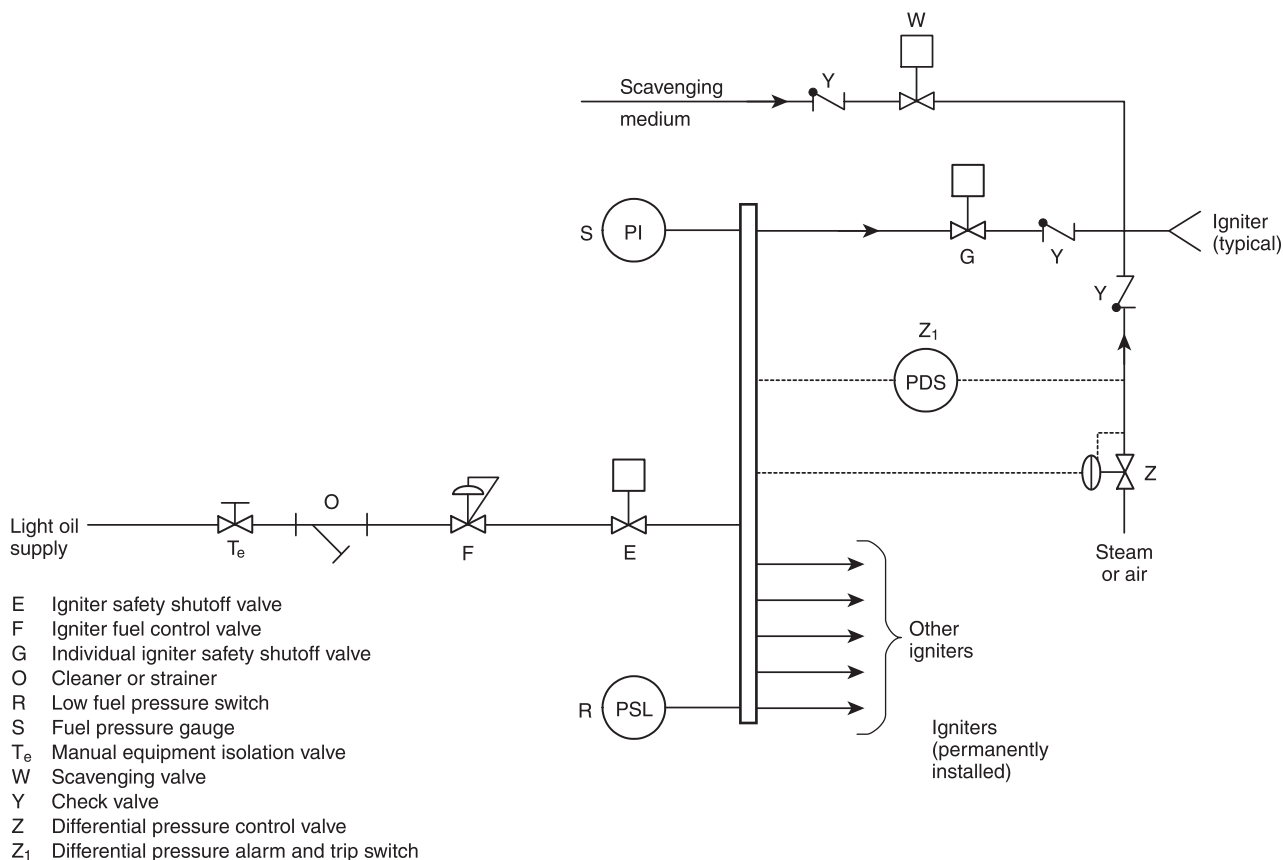 W
Y
Scavenging
medium
S
PI
G
Y
Igniter
(typical)
Y
Z₁
PDS
Z
O
Light oil
supply
Tₑ
F
E
Steam
or air
Other
igniters
R
PSL
Igniters
(permanently
installed)
E Igniter safety shutoff valve
F Igniter fuel control valve
G Individual igniter safety shutoff valve
O Cleaner or strainer
R Low fuel pressure switch
S Fuel pressure gauge
Tₑ Manual equipment isolation valve
W Scavenging valve
Y Check valve
Z Differential pressure control valve
Z₁ Differential pressure alarm and trip switch